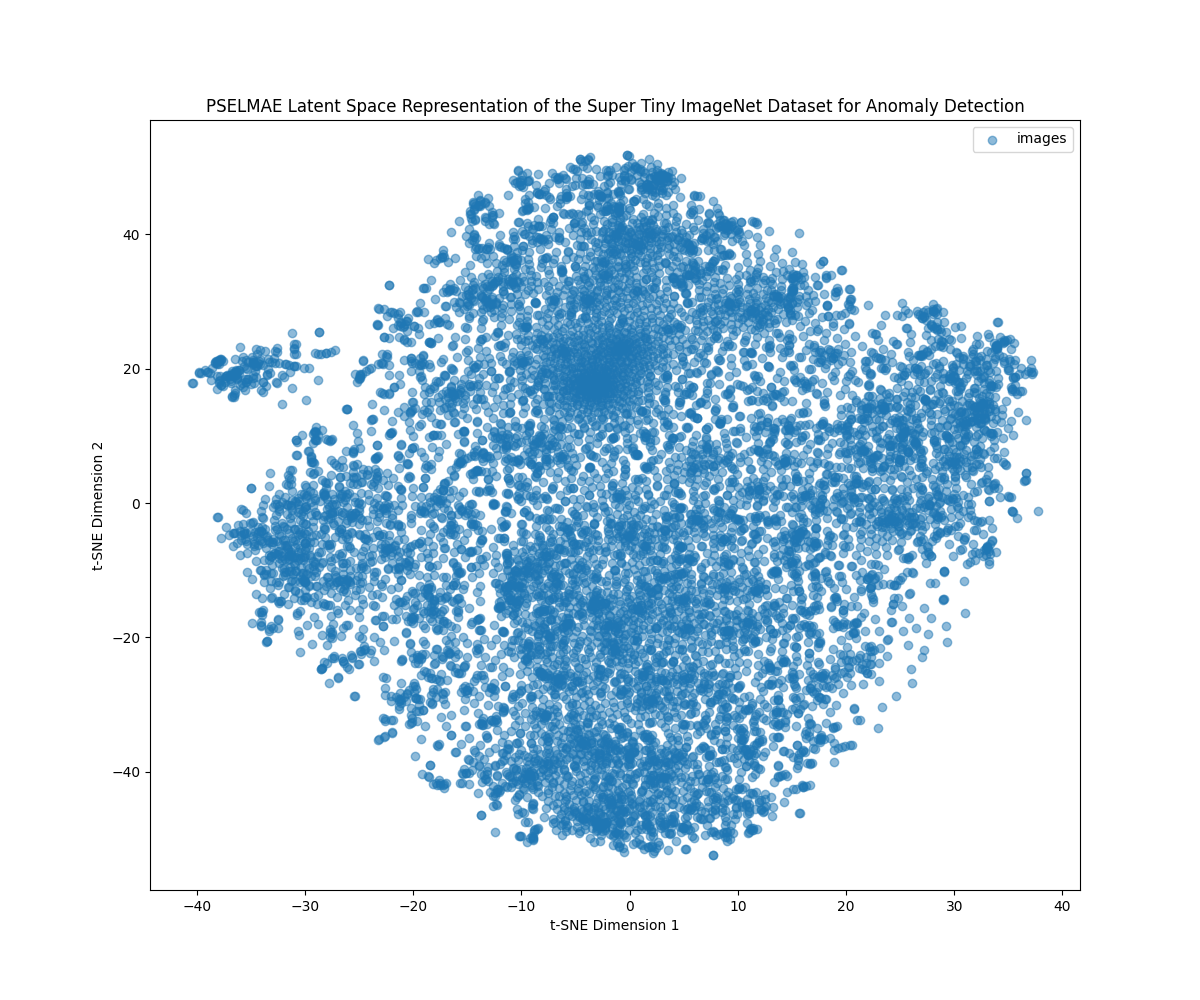 PSELMAE Latent Space Representation of the Super Tiny ImageNet Dataset for Anomaly Detection
images
40
20
0
−20
−40
t-SNE Dimension 2
−40 −30 −20 −10 0 10 20 30 40
t-SNE Dimension 1